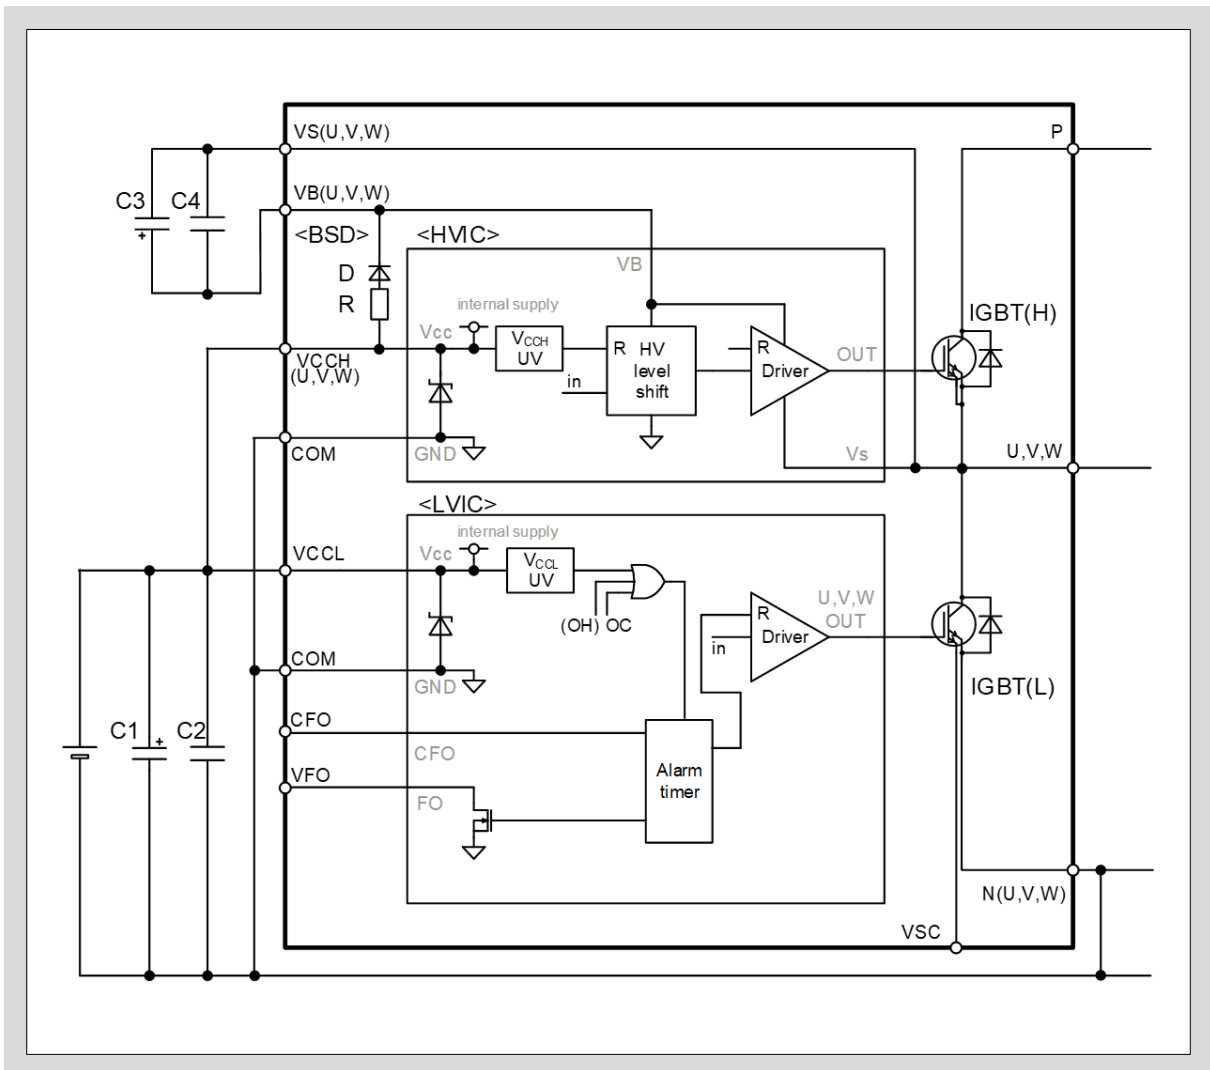 VS(U,V,W)
P
VB(U,V,W)
C3
C4
+
<BSD>
<HVIC>
VB
D
R
internal supply
IGBT(H)
Vcc
VCCH
UV
R
HV
level
shift
R
Driver
OUT
VCCH
(U,V,W)
in
COM
GND
Vs
U,V,W
<LVIC>
internal supply
VCCL
Vcc
VCCL
UV
(OH)
OC
U,V,W
OUT
R
Driver
in
COM
GND
IGBT(L)
CFO
C1
+
C2
CFO
VFO
FO
Alarm
timer
N(U,V,W)
VSC